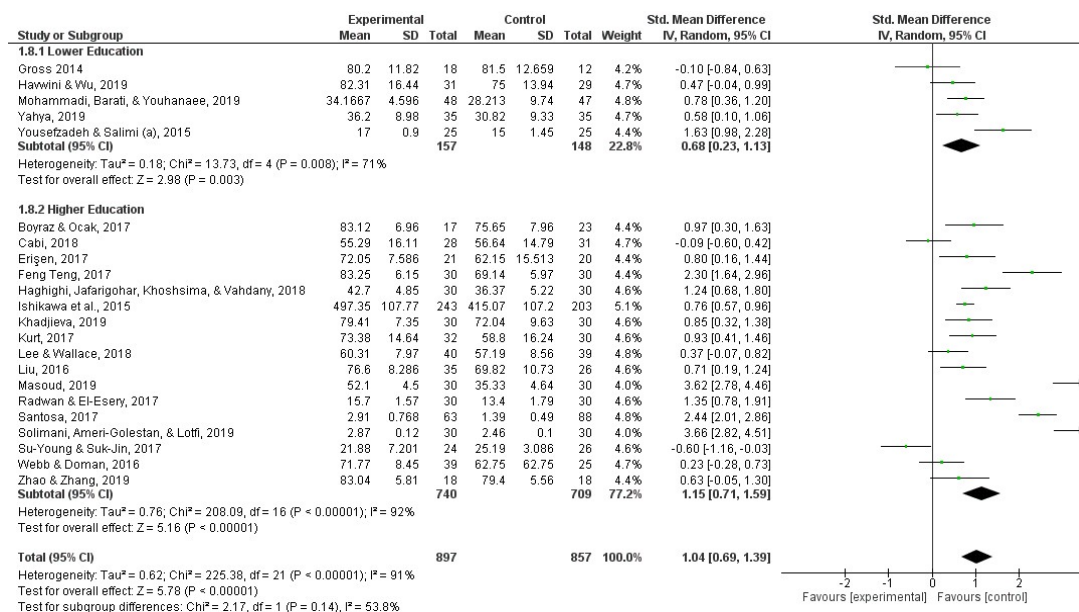 Experimental Control Std. Mean Difference Std. Mean Difference
Study or Subgroup Mean SD Total Mean SD Total Weight IV, Random, 95% CI IV, Random, 95% CI
1.8.1 Lower Education
Gross 2014 80.2 11.82 18 81.5 12.659 12 4.2% -0.10 [-0.84, 0.63]
Hawwini & Wu, 2019 82.31 16.44 31 75 13.94 29 4.7% 0.47 [-0.04, 0.99]
Mohammadi, Barati, & Youhanaee, 2019 34.1667 4.596 48 28.213 9.74 47 4.8% 0.78 [0.36, 1.20]
Yahya, 2019 36.2 8.98 35 30.82 9.33 35 4.8% 0.58 [0.10, 1.06]
Yousefzadeh & Salimi (a), 2015 17 0.9 25 15 1.45 25 4.4% 1.63 [0.98, 2.28]
Subtotal (95% CI) 157 148 22.8% 0.68 [0.23, 1.13]
Heterogeneity: Tau² = 0.18; Chi² = 13.73, df = 4 (P = 0.008); I² = 71%
Test for overall effect: Z = 2.98 (P = 0.003)
1.8.2 Higher Education
Boyraz & Ocak, 2017 83.12 6.96 17 75.65 7.96 23 4.4% 0.97 [0.30, 1.63]
Cabi, 2018 55.29 16.11 28 56.64 14.79 31 4.7% -0.09 [-0.60, 0.42]
Erişen, 2017 72.05 7.586 21 62.15 15.513 20 4.5% 0.80 [0.16, 1.44]
Feng Teng, 2017 83.25 6.15 30 69.14 5.97 30 4.4% 2.30 [1.64, 2.96]
Haghighi, Jafarigohar, Khoshsima, & Vahdany, 2018 42.7 4.85 30 36.37 5.22 30 4.6% 1.24 [0.68, 1.80]
Ishikawa et al., 2015 497.35 107.77 243 415.07 107.2 203 5.1% 0.76 [0.57, 0.96]
Khadjieva, 2019 79.41 7.35 30 72.04 9.63 30 4.6% 0.85 [0.32, 1.38]
Kurt, 2017 73.38 14.64 32 58.8 16.24 30 4.6% 0.93 [0.41, 1.46]
Lee & Wallace, 2018 60.31 7.97 40 57.19 8.56 39 4.8% 0.37 [-0.07, 0.82]
Liu, 2016 76.6 8.286 35 69.82 10.73 26 4.6% 0.71 [0.19, 1.24]
Masoud, 2019 52.1 4.5 30 35.33 4.64 30 4.0% 3.62 [2.78, 4.46]
Radwan & El-Esery, 2017 15.7 1.57 30 13.4 1.79 30 4.6% 1.35 [0.78, 1.91]
Santosa, 2017 2.91 0.768 63 1.39 0.49 88 4.8% 2.44 [2.01, 2.86]
Solimani, Ameri-Golestan, & Lotfi, 2019 2.87 0.12 30 2.46 0.1 30 4.0% 3.66 [2.82, 4.51]
Su-Young & Suk-Jin, 2017 21.88 7.201 24 25.19 3.086 26 4.6% -0.60 [-1.16, -0.03]
Webb & Doman, 2016 71.77 8.45 39 62.75 62.75 25 4.7% 0.23 [-0.28, 0.73]
Zhao & Zhang, 2019 83.04 5.81 18 79.4 5.56 18 4.4% 0.63 [-0.05, 1.30]
Subtotal (95% CI) 740 709 77.2% 1.15 [0.71, 1.59]
Heterogeneity: Tau² = 0.76; Chi² = 208.09, df = 16 (P < 0.00001); I² = 92%
Test for overall effect: Z = 5.16 (P < 0.00001)
Total (95% CI) 897 857 100.0% 1.04 [0.69, 1.39]
Heterogeneity: Tau² = 0.62; Chi² = 225.38, df = 21 (P < 0.00001); I² = 91%
Test for overall effect: Z = 5.78 (P < 0.00001)
Test for subgroup differences: Chi² = 2.17, df = 1 (P = 0.14), I² = 53.8%
-2 -1 0 1 2
Favours [experimental] Favours [control]